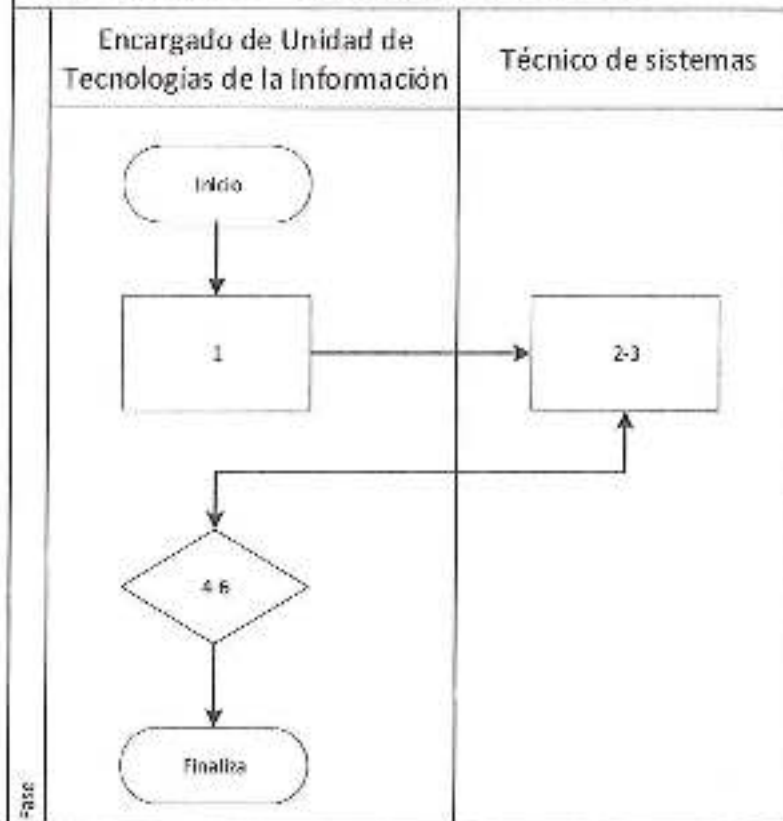 Encargado de Unidad de
Tecnologías de la Información
Técnico de sistemas
Inicio
1
2-3
4-6
Finaliza
Fase